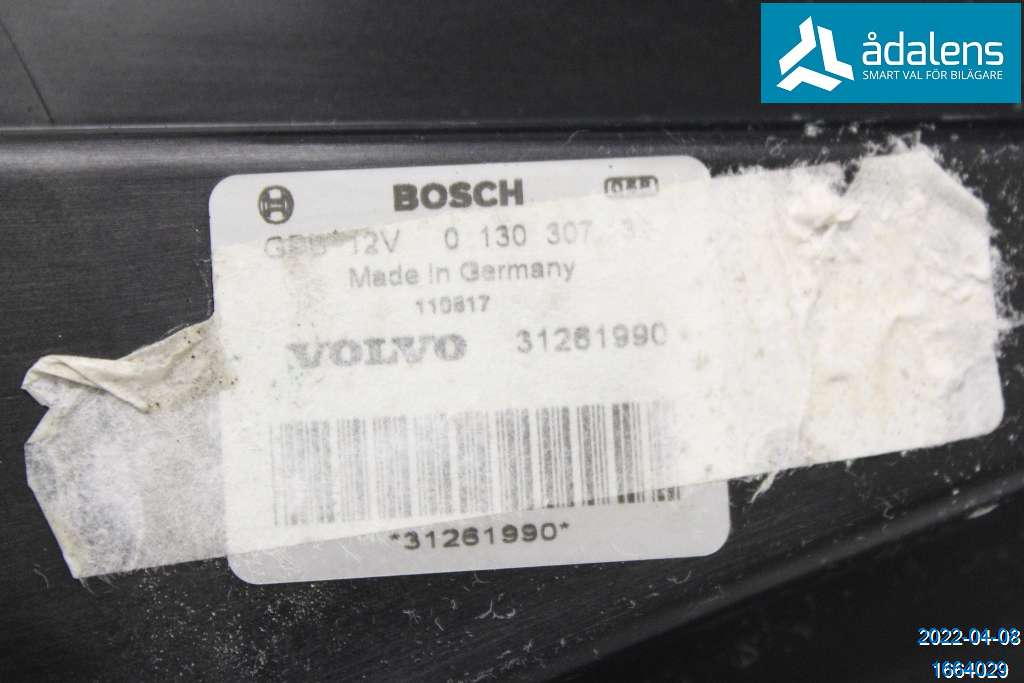 ådalens
SMART VAL FÖR BILÄGARE
BOSCH
12V 0 130 307
Made in Germany
110817
VOLVO 31261990
*31261990*
2022-04-08
1664029